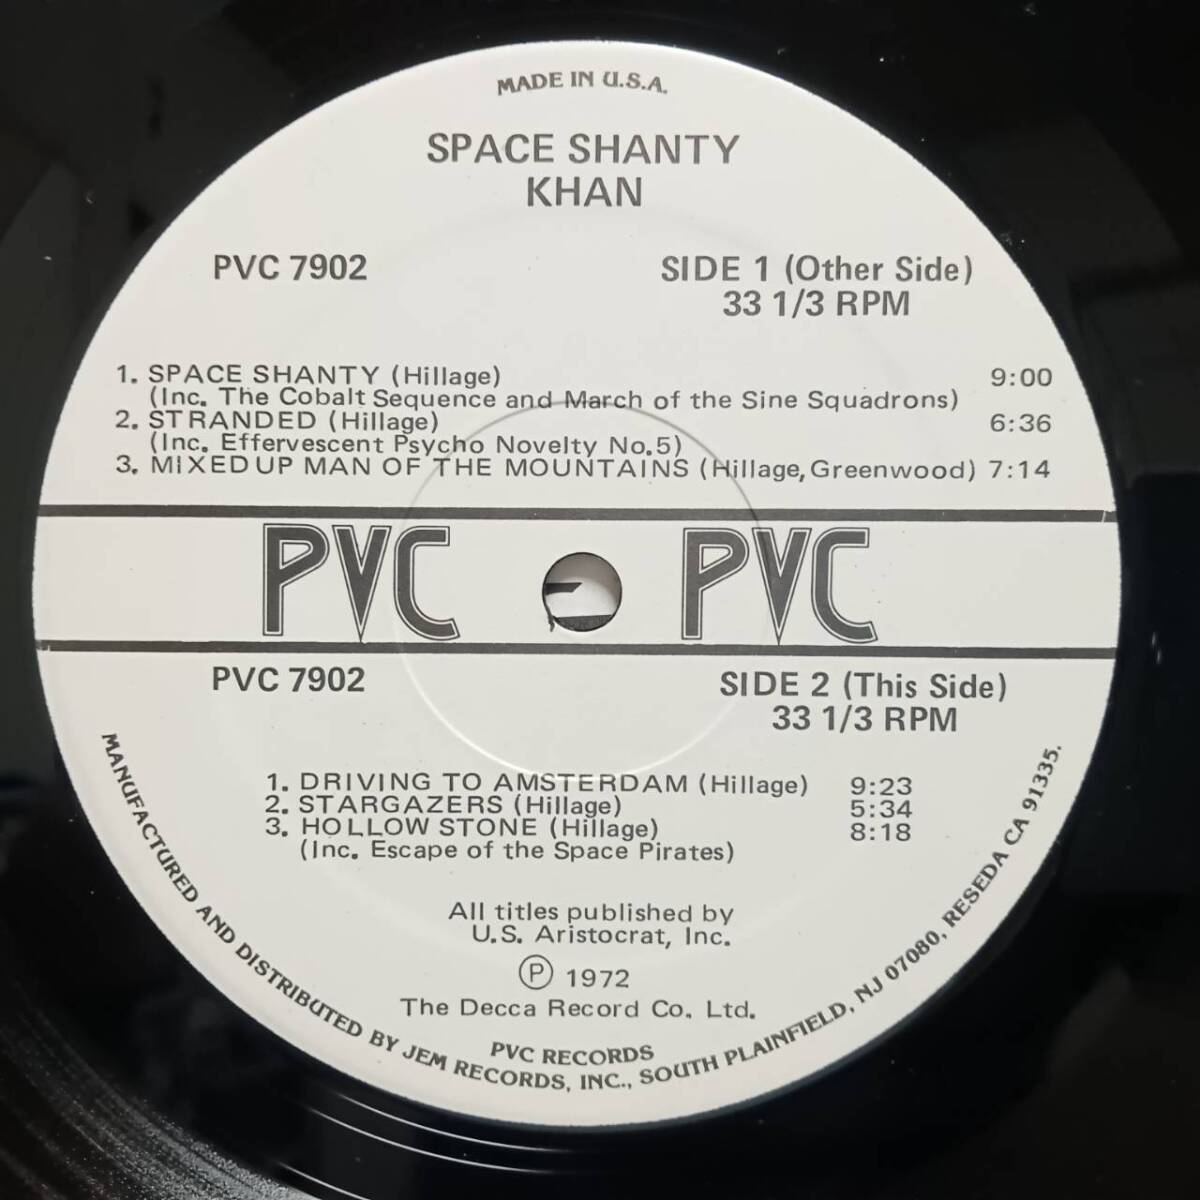 MADE IN U.S.A.
SPACE SHANTY
KHAN
PVC 7902
SIDE 1 (Other Side)
33 1/3 RPM
1. SPACE SHANTY (Hillage) 9:00
(Inc. The Cobalt Sequence and March of the Sine Squadrons)
2. STRANDED (Hillage) 6:36
(Inc. Effervescent Psycho Novelty No.5)
3. MIXED UP MAN OF THE MOUNTAINS (Hillage, Greenwood) 7:14
PVC PVC
PVC 7902
SIDE 2 (This Side)
33 1/3 RPM
1. DRIVING TO AMSTERDAM (Hillage) 9:23
2. STARGAZERS (Hillage) 5:34
3. HOLLOW STONE (Hillage) 8:18
(Inc. Escape of the Space Pirates)
All titles published by
U.S. Aristocrat, Inc.
Ⓟ 1972
The Decca Record Co. Ltd.
PVC RECORDS
MANUFACTURED AND DISTRIBUTED BY JEM RECORDS, INC., SOUTH PLAINFIELD, NJ 07080, RESEDA CA 91335.